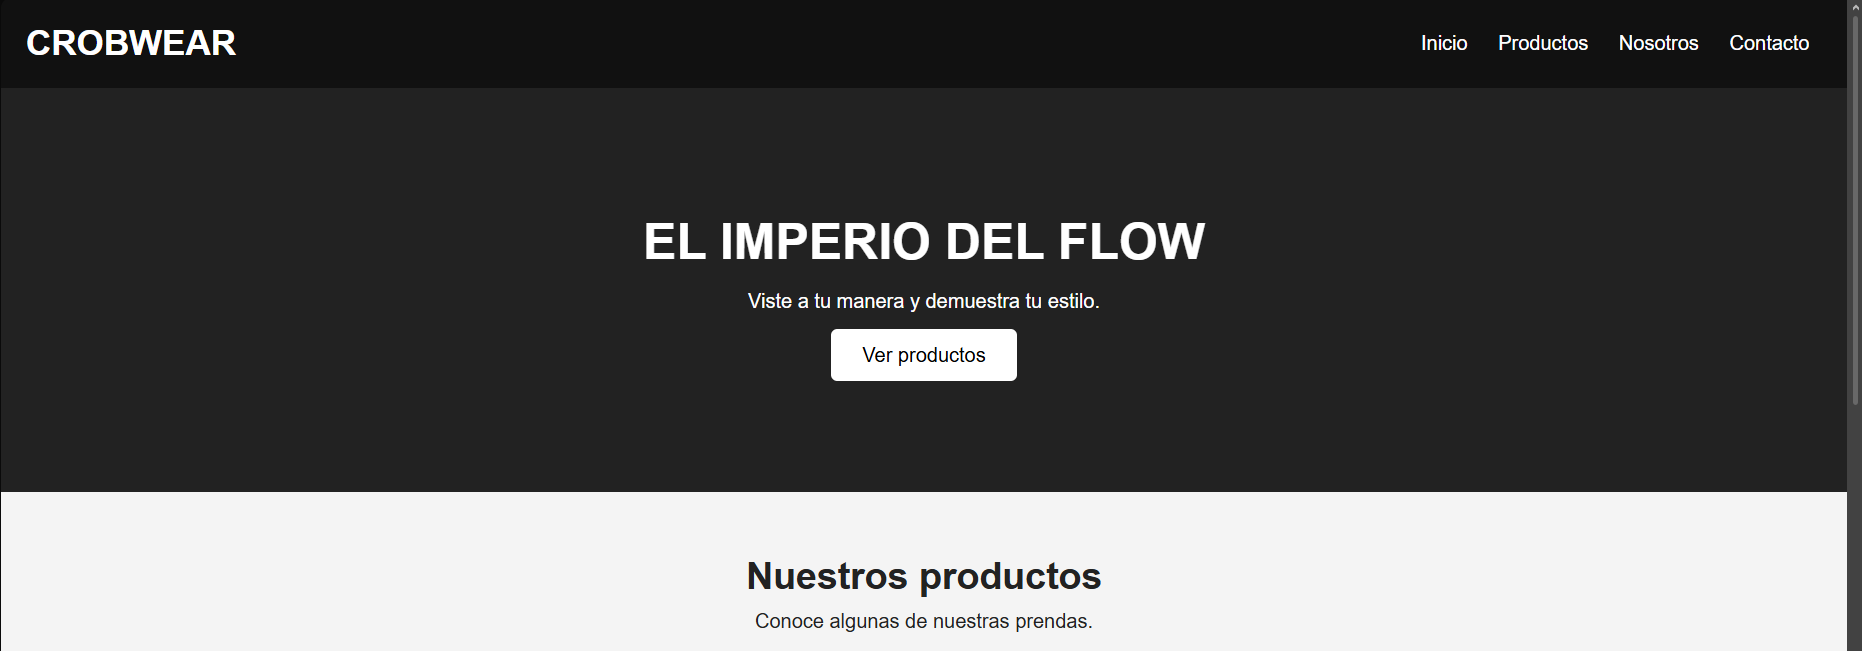 CROBWEAR
Inicio Productos Nosotros Contacto
EL IMPERIO DEL FLOW
Viste a tu manera y demuestra tu estilo.
Ver productos
Nuestros productos
Conoce algunas de nuestras prendas.